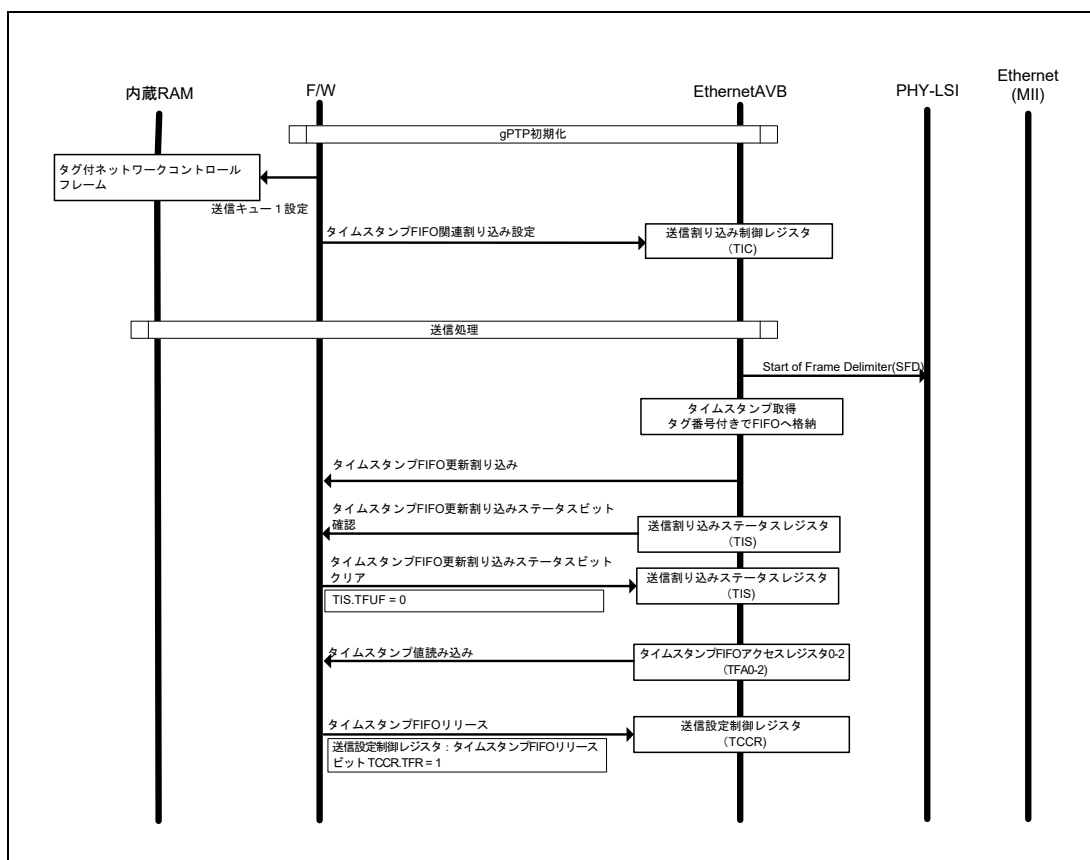 内蔵RAM
F/W
EthernetAVB
PHY-LSI
Ethernet
(MII)
gPTP初期化
タグ付ネットワークコントロール
フレーム
送信キュー１設定
タイムスタンプFIFO関連割り込み設定
送信割り込み制御レジスタ
（TIC）
送信処理
Start of Frame Delimiter(SFD)
タイムスタンプ取得
タグ番号付きでFIFOへ格納
タイムスタンプFIFO更新割り込み
タイムスタンプFIFO更新割り込みステータスビット
確認
送信割り込みステータスレジスタ
（TIS）
タイムスタンプFIFO更新割り込みステータスビット
クリア
TIS.TFUF = 0
送信割り込みステータスレジスタ
（TIS）
タイムスタンプ値読み込み
タイムスタンプFIFOアクセスレジスタ0-2
（TFA0-2）
タイムスタンプFIFOリリース
送信設定制御レジスタ：タイムスタンプFIFOリリース
ビット TCCR.TFR = 1
送信設定制御レジスタ
（TCCR）